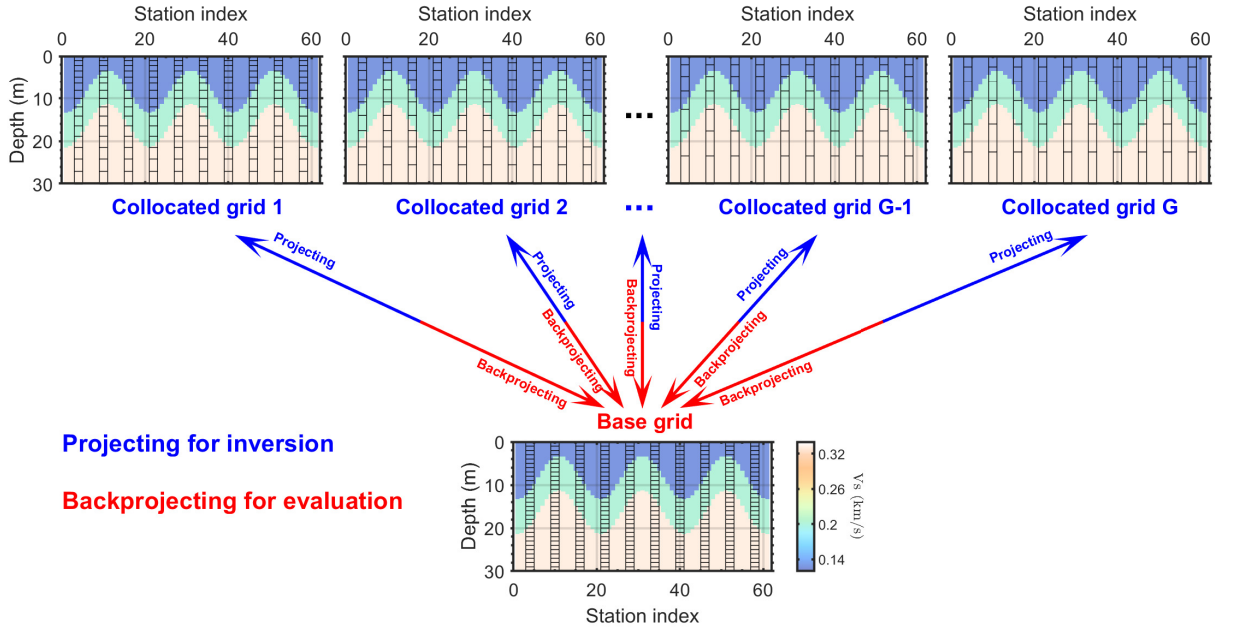 Station index Station index Station index Station index
0 20 40 60 0 20 40 60 0 20 40 60 0 20 40 60
Depth (m)
0
10
20
30
...
Collocated grid 1 Collocated grid 2 ... Collocated grid G-1 Collocated grid G
Projecting Projecting Projecting Projecting Projecting
Backprojecting Backprojecting Backprojecting Backprojecting Backprojecting
Base grid
Projecting for inversion
Backprojecting for evaluation
Depth (m)
0
10
20
30
0 20 40 60
Station index
0.32
0.26
0.2
0.14
Vs (km/s)